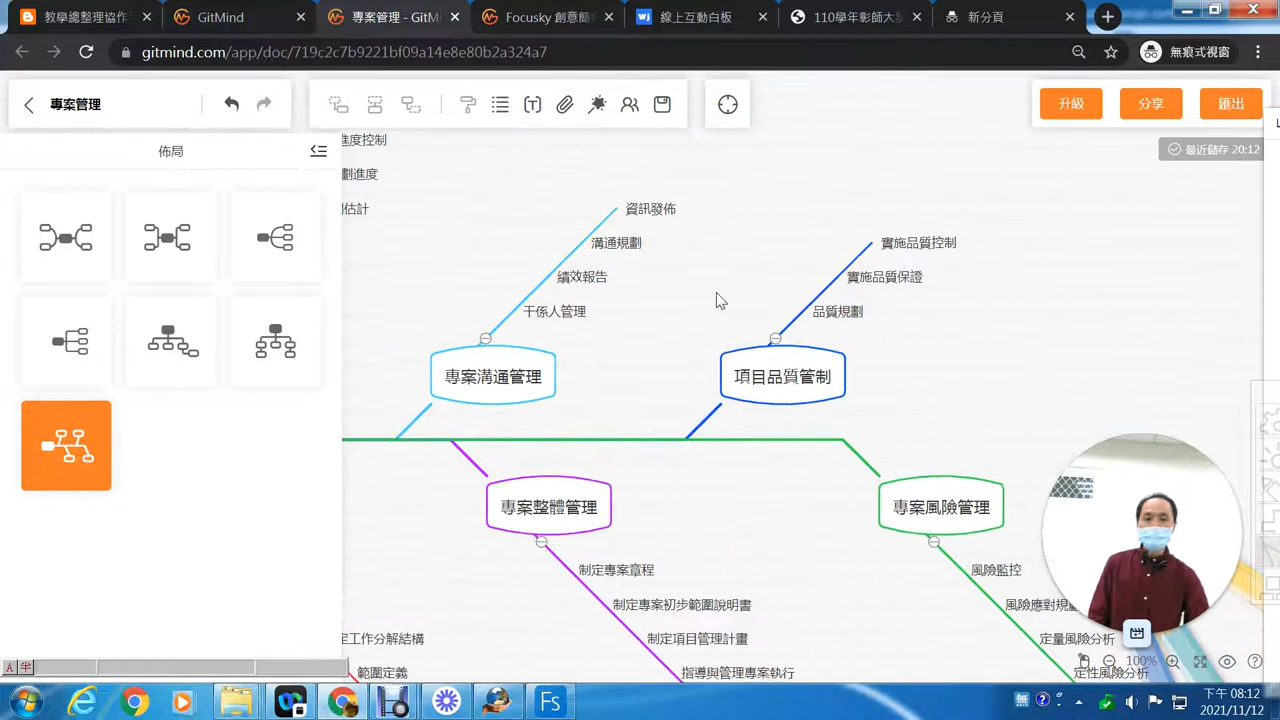 教學總整理協作平
GitMind
專案管理 - GitM
線上互動白板
110學年彰師大
新分頁
gitmind.com/app/doc/719c2c7b9221bf09a1dc6e80b2a324a7
無痕式視窗
專案管理
升級
分享
匯出
佈局
最近儲存 20:12
進度控制
劃進度
估計
資訊發佈
溝通規劃
績效報告
干係人管理
專案溝通管理
實施品質控制
實施品質保證
品質規劃
項目品質管制
專案整體管理
制定專案章程
制定專案初步範圍說明書
制定項目管理計畫
指導與管理專案執行
專案風險管理
風險監控
風險應對規
定量風險分析
定性風險分析
定工作分解結構
範圍定義
100%
A 半
Fs
下午 08:12
2021/11/12